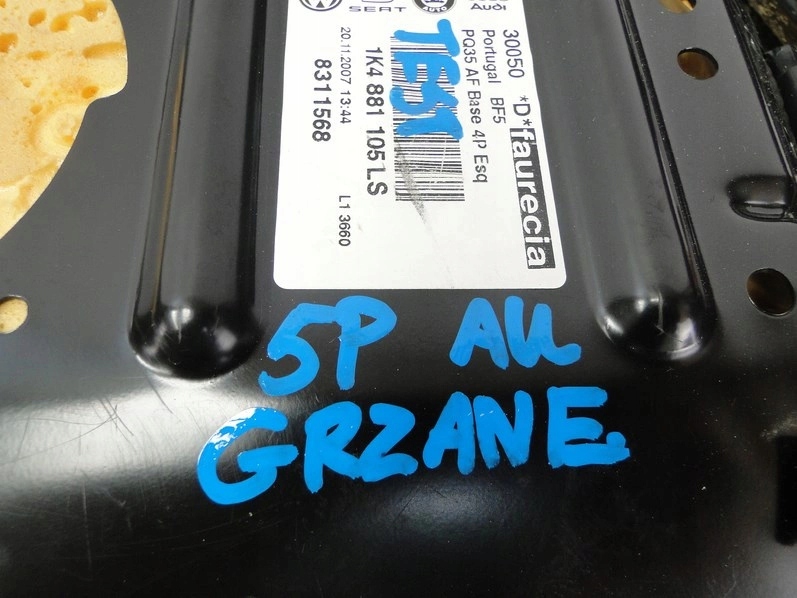 SEAT
AUTO
AUDI
30050 *D*faurecia
Portugal BF5
PQ35 AF Base 4P Esq
TEST
1K4 881 105 LS
20.11.2007 13:44 L1 3660
8311568
5P AU
GRZANE